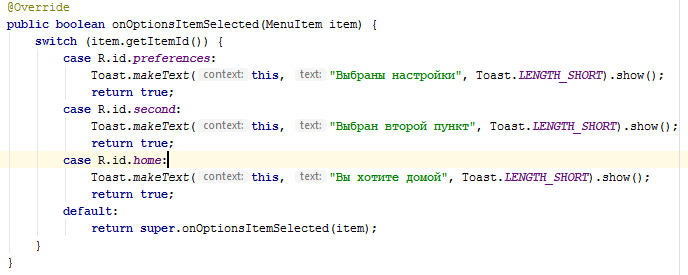 @Override
public boolean onOptionsItemSelected(MenuItem item) {
    switch (item.getItemId()) {
        case R.id.preferences:
            Toast.makeText( context: this,  text: "Выбраны настройки", Toast.LENGTH_SHORT).show();
            return true;
        case R.id.second:
            Toast.makeText( context: this,  text: "Выбран второй пункт", Toast.LENGTH_SHORT).show();
            return true;
        case R.id.home:
            Toast.makeText( context: this,  text: "Вы хотите домой", Toast.LENGTH_SHORT).show();
            return true;
        default:
            return super.onOptionsItemSelected(item);
    }
}